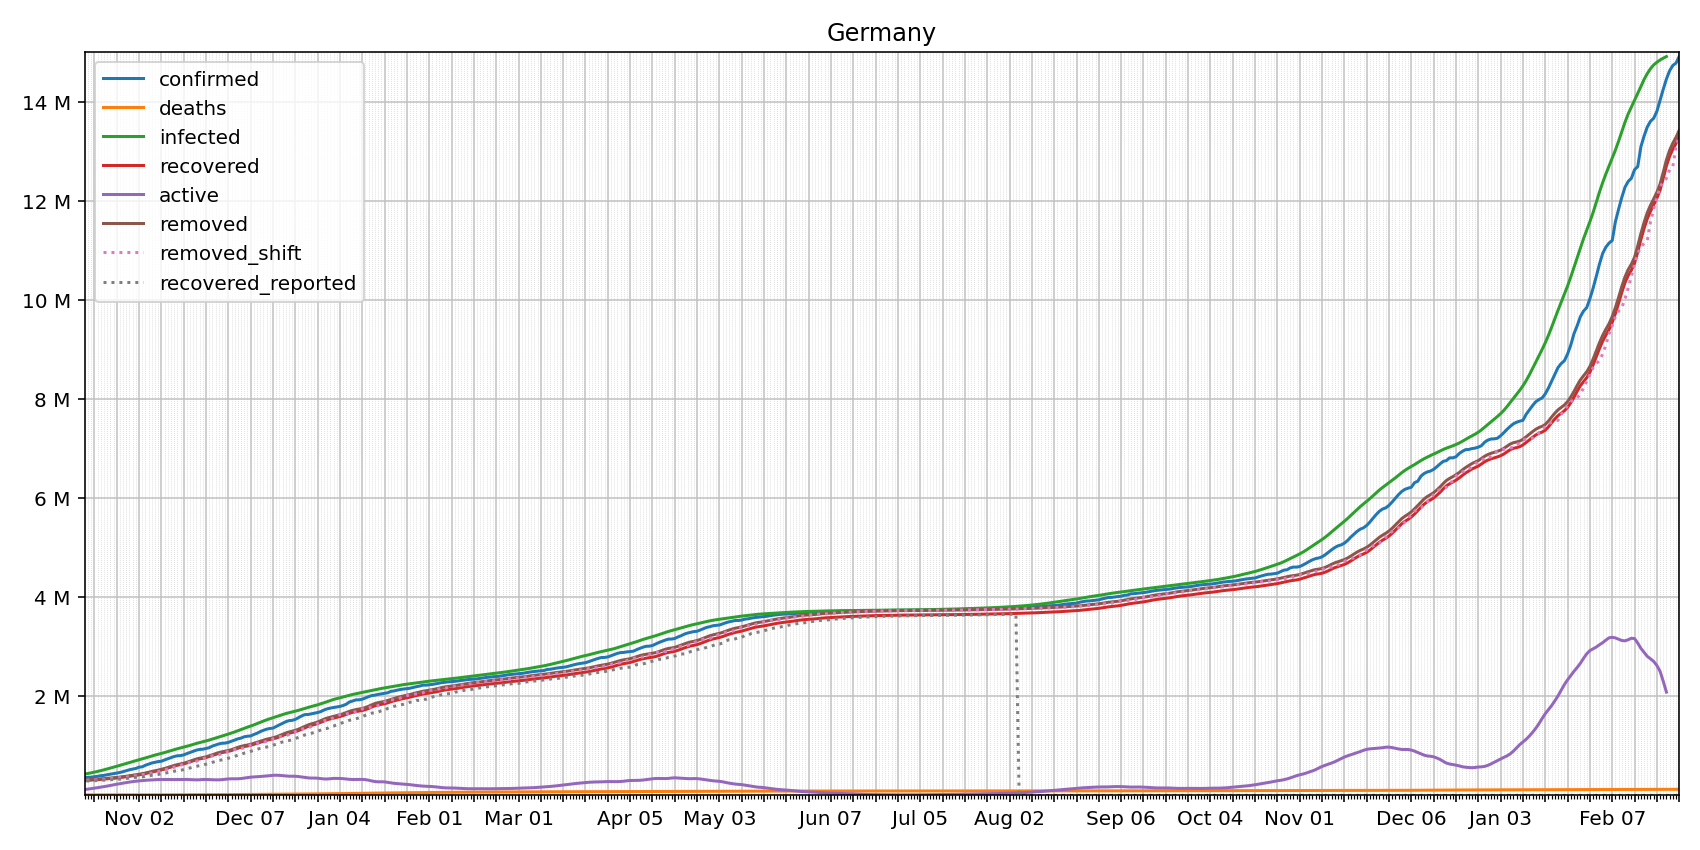 Germany
confirmed
deaths
infected
recovered
active
removed
removed_shift
recovered_reported
14 M
12 M
10 M
8 M
6 M
4 M
2 M
Nov 02 Dec 07 Jan 04 Feb 01 Mar 01 Apr 05 May 03 Jun 07 Jul 05 Aug 02 Sep 06 Oct 04 Nov 01 Dec 06 Jan 03 Feb 07